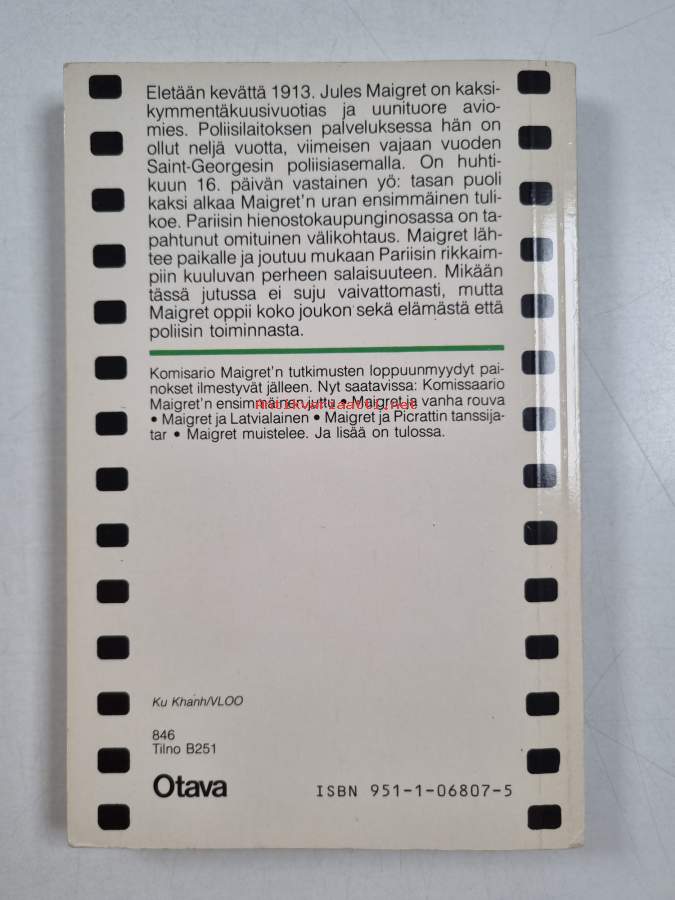 Eletään kevättä 1913. Jules Maigret on kaksi-
kymmentäkuusivuotias ja uunituore avio-
mies. Poliisilaitoksen palveluksessa hän on
ollut neljä vuotta, viimeisen vajaan vuoden
Saint-Georgesin poliisiasemalla. On huhti-
kuun 16. päivän vastainen yö: tasan puoli
kaksi alkaa Maigret'n uran ensimmäinen tuli-
koe. Pariisin hienostokaupunginosassa on ta-
pahtunut omituinen välikohtaus. Maigret läh-
tee paikalle ja joutuu mukaan Pariisin rikkaim-
piin kuuluvan perheen salaisuuteen. Mikään
tässä jutussa ei suju vaivattomasti, mutta
Maigret oppii koko joukon sekä elämästä että
poliisin toiminnasta.
Komisario Maigret'n tutkimusten loppuunmyydyt pai-
nokset ilmestyvät jälleen. Nyt saatavissa: Komissaario
Maigret'n ensimmäinen juttu • Maigret ja vanha rouva
antikvariaatti.net
• Maigret ja Latvialainen • Maigret ja Picrattin tanssija-
tar • Maigret muistelee. Ja lisää on tulossa.
Ku Khanh/VLOO
846
Tilno B251
Otava
ISBN 951-1-06807-5